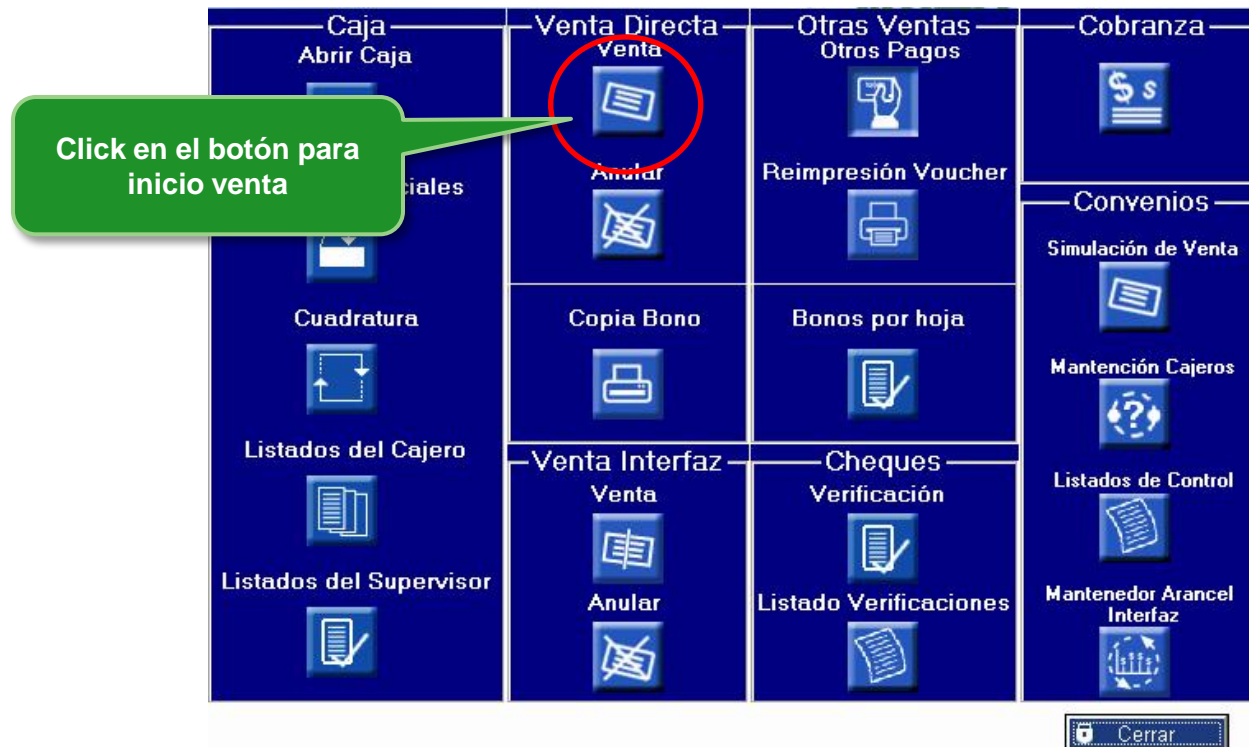 Caja
Abrir Caja
Click en el botón para
inicio venta
ciales
Cuadratura
Listados del Cajero
Listados del Supervisor
Venta Directa
Venta
Anular
Copia Bono
Venta Interfaz
Venta
Anular
Otras Ventas
Otros Pagos
Reimpresión Voucher
Bonos por hoja
Cheques
Verificación
Listado Verificaciones
Cobranza
$ s
Convenios
Simulación de Venta
Mantención Cajeros
Listados de Control
Mantenedor Arancel
Interfaz
Cerrar